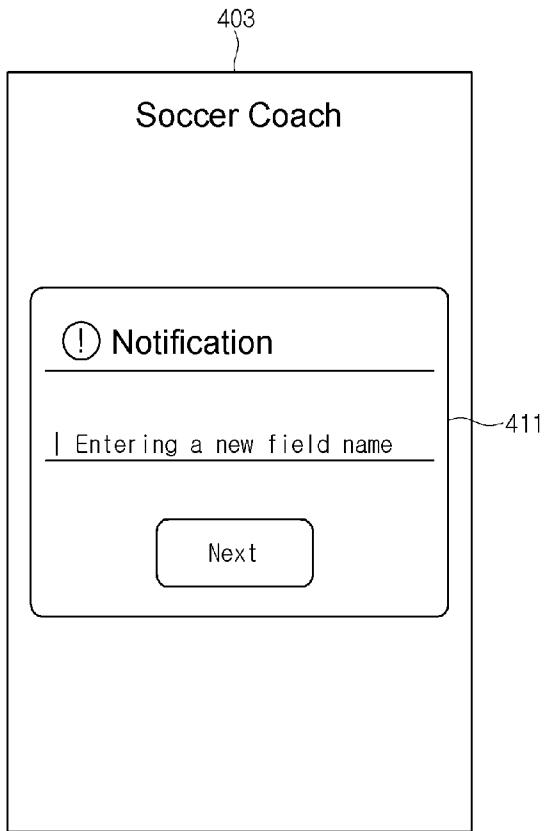 403
Soccer Coach
! Notification
411
| Entering a new field name
Next